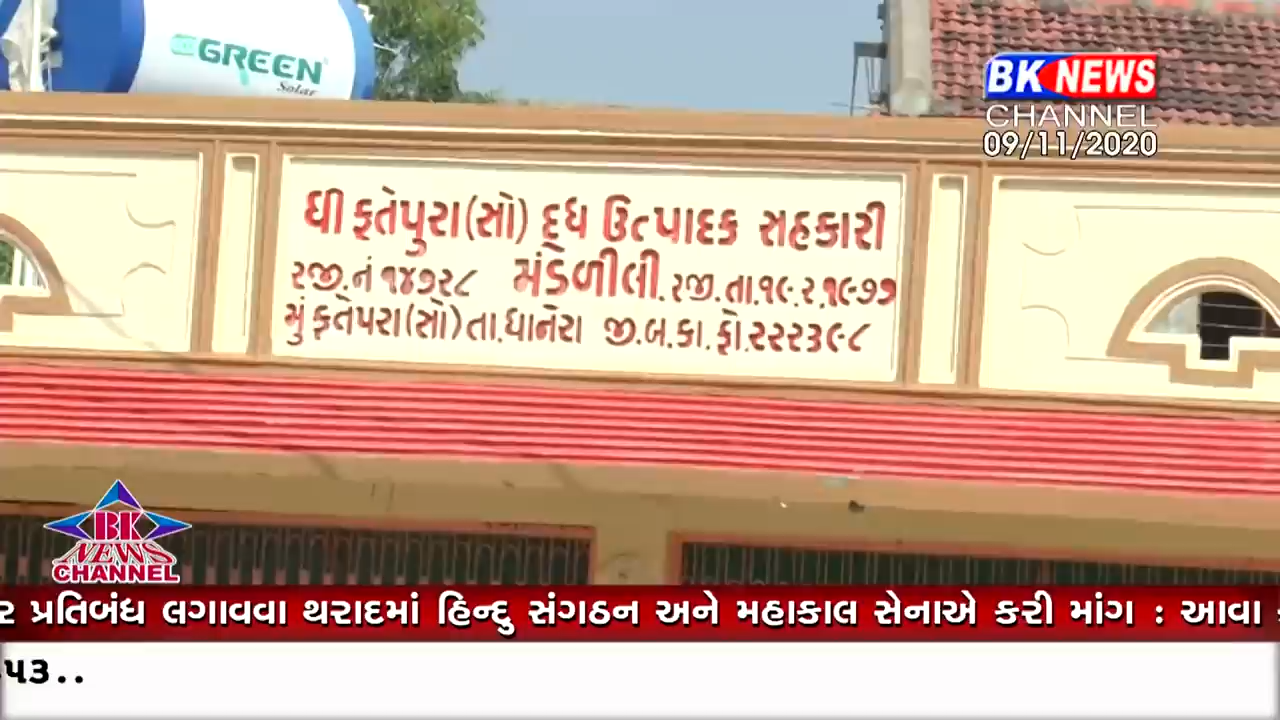 GREEN
Solar
BK NEWS
CHANNEL
09/11/2020
ધી ફતેપુરા(સો) દૂધ ઉત્પાદક સહકારી
રજી.નં ૧૪૭૨૮ મંડળીલી. રજી.તા.૧૯.૨.૧૯૭૭
મું ફતેપરા(સો) તા.ધાનેરા જી.બ.કા. ફો.૨૨૨૩૯૮
BK
NEWS
CHANNEL
ર પ્રતિબંધ લગાવવા થરાદમાં હિન્દુ સંગઠન અને મહાકાલ સેનાએ કરી માંગ : આવા
૫૩..